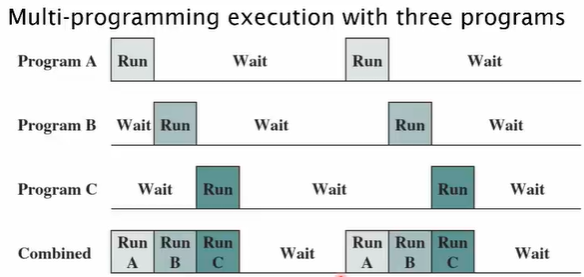 Multi-programming execution with three programs
Program A Run Wait Run Wait
Program B Wait Run Wait Run Wait
Program C Wait Run Wait Run Wait
Combined Run A Run B Run C Wait Run A Run B Run C Wait